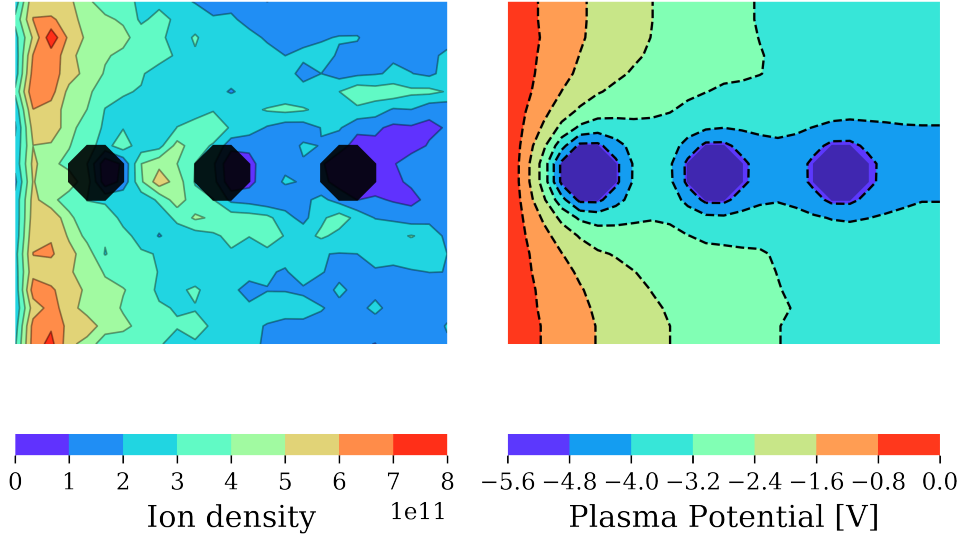 0 1 2 3 4 5 6 7 8
1e11
Ion density
−5.6 −4.8 −4.0 −3.2 −2.4 −1.6 −0.8 0.0
Plasma Potential [V]